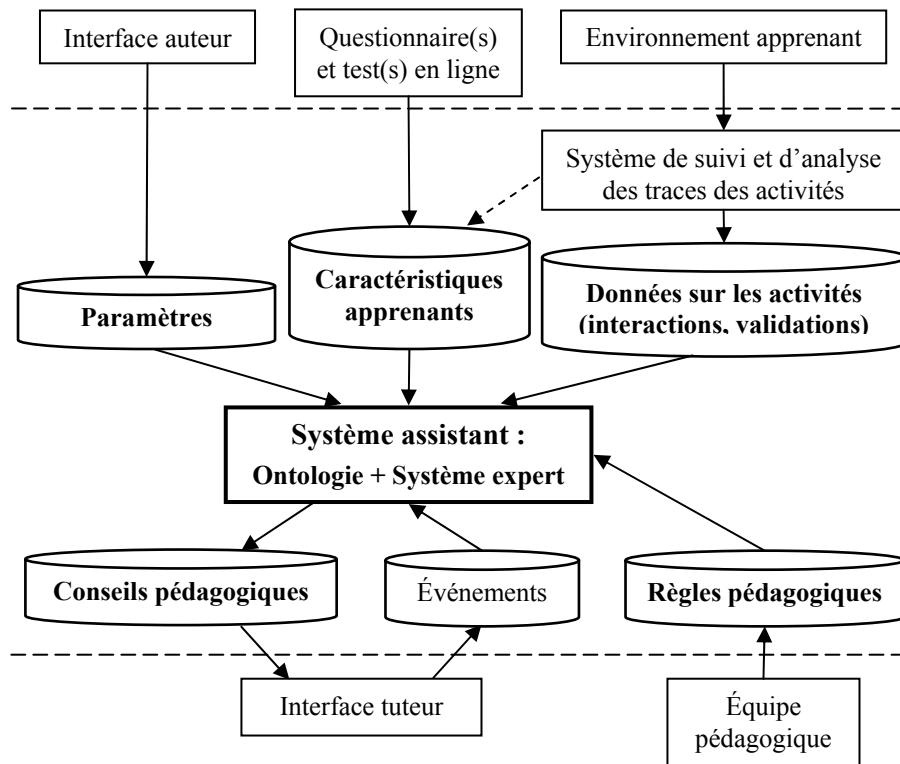 Interface auteur
Questionnaire(s)
et test(s) en ligne
Environnement apprenant
Système de suivi et d'analyse
des traces des activités
Paramètres
Caractéristiques
apprenants
Données sur les activités
(interactions, validations)
Système assistant :
Ontologie + Système expert
Conseils pédagogiques
Événements
Règles pédagogiques
Interface tuteur
Équipe
pédagogique